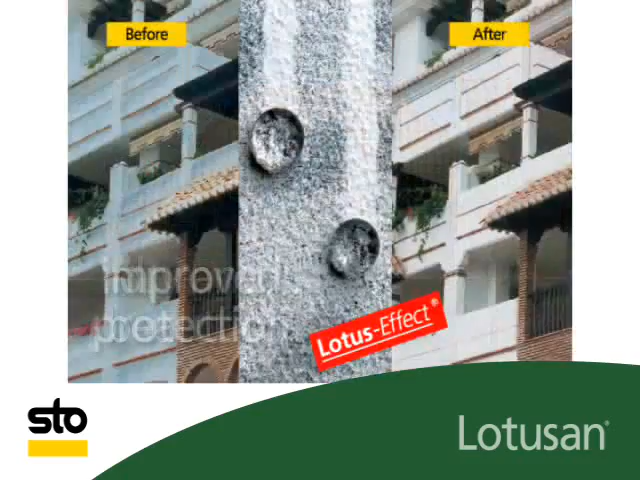 Before
After
improved
protection
Lotus-Effect®
sto
Lotusan®